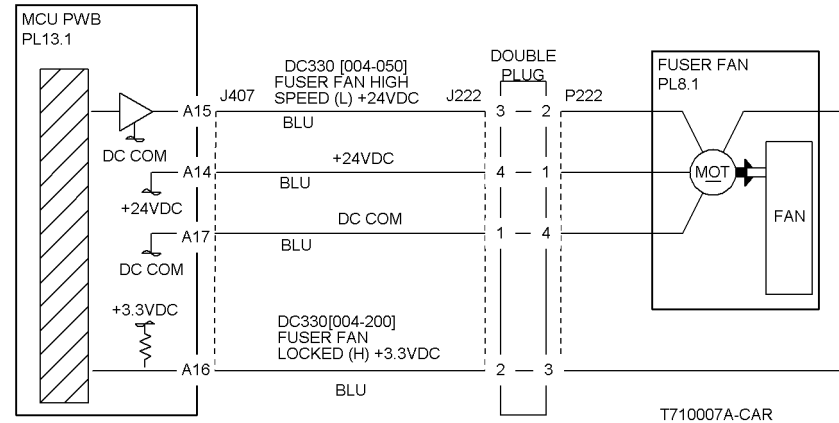 MCU PWB
PL13.1
DC330 [004-050]
FUSER FAN HIGH
SPEED (L) +24VDC
DOUBLE
PLUG
FUSER FAN
PL8.1
A15
J407
J222
3 2
P222
BLU
DC COM
A14
+24VDC
4 1
MOT
BLU
+24VDC
FAN
A17
DC COM
1 4
BLU
DC COM
+3.3VDC
DC330[004-200]
FUSER FAN
LOCKED (H) +3.3VDC
A16
2 3
BLU
T710007A-CAR